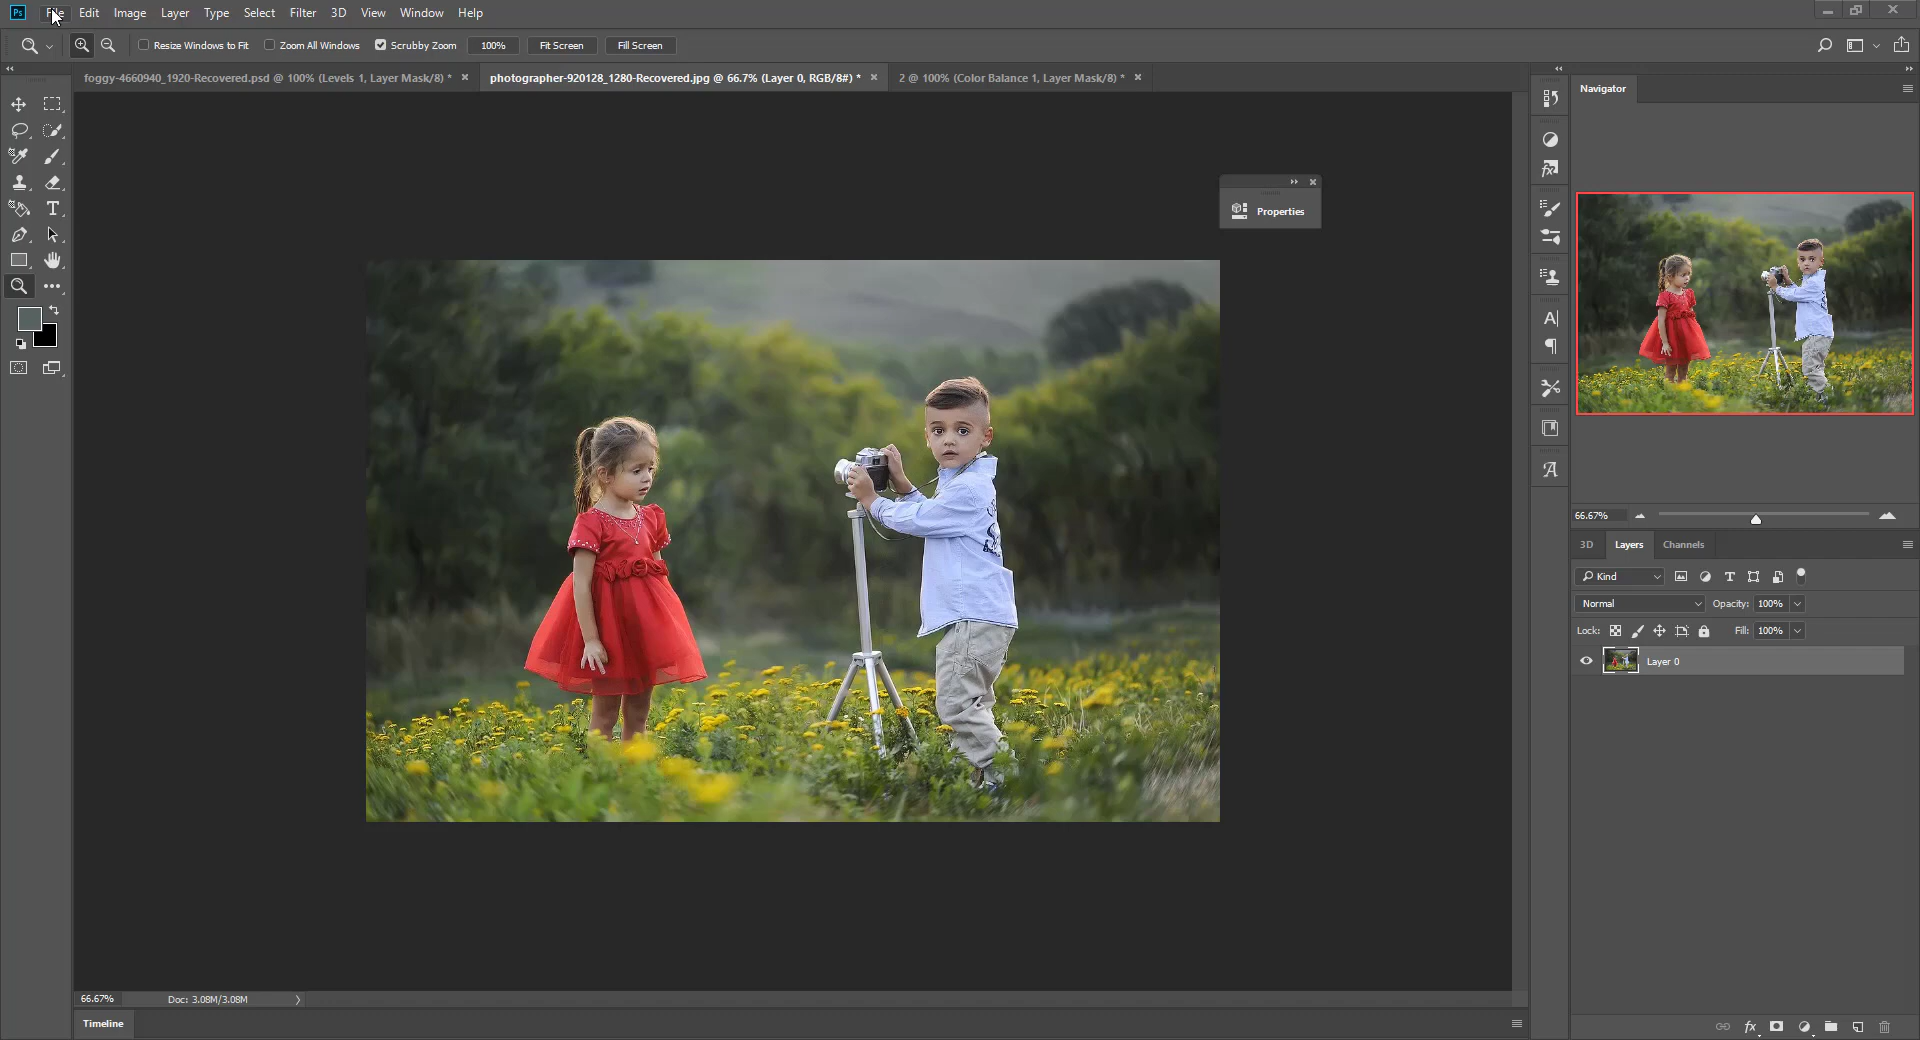 Ps File Edit Image Layer Type Select Filter 3D View Window Help
Resize Windows to Fit Zoom All Windows Scrubby Zoom 100% Fit Screen Fill Screen
foggy-4660940_1920-Recovered.psd @ 100% (Levels 1, Layer Mask/8) * photographer-920128_1280-Recovered.jpg @ 66.7% (Layer 0, RGB/8#) * 2 @ 100% (Color Balance 1, Layer Mask/8) *
Navigator
Properties
66.67%
3D Layers Channels
Kind
Normal Opacity: 100%
Lock: Fill: 100%
Layer 0
66.67% Doc: 3.08M/3.08M
Timeline